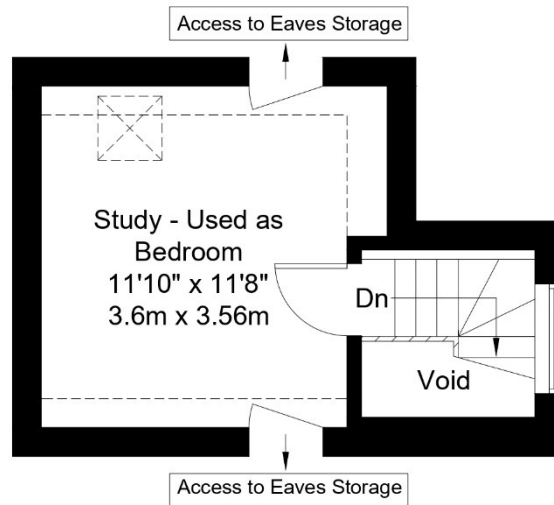 Access to Eaves Storage
Study - Used as
Bedroom
11'10" x 11'8"
3.6m x 3.56m
Dn
Void
Access to Eaves Storage